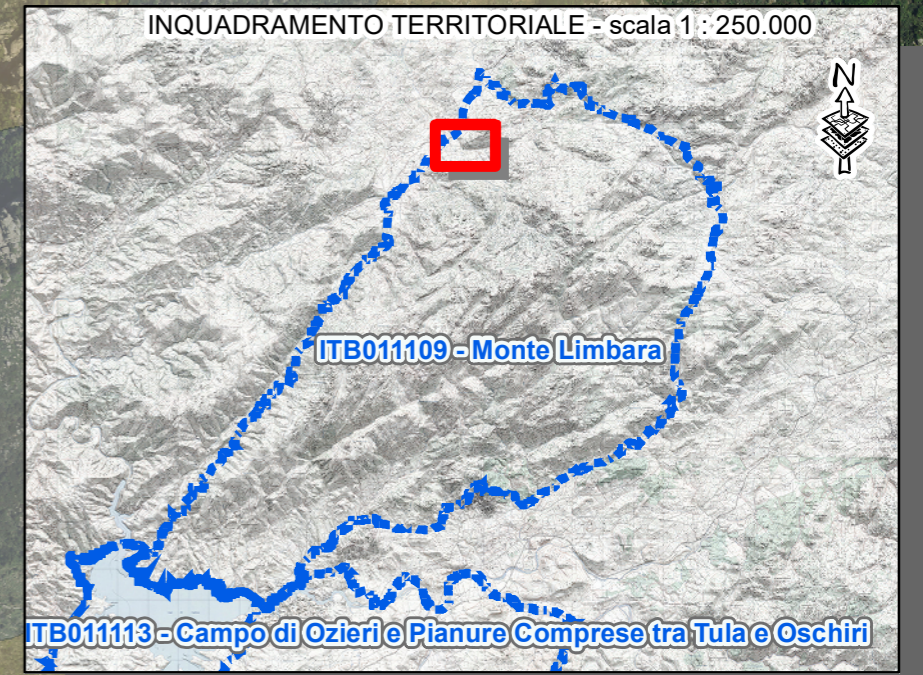 INQUADRAMENTO TERRITORIALE - scala 1 : 250.000
N
ITB011109 - Monte Limbara
ITB011113 - Campo di Ozieri e Pianure Comprese tra Tula e Oschiri